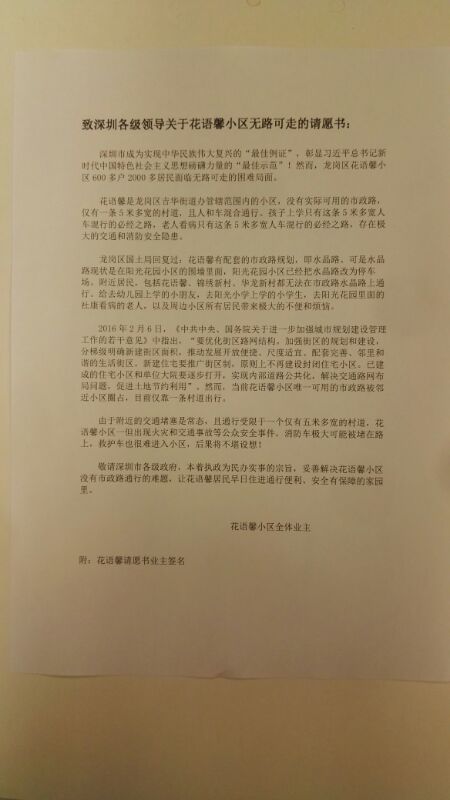 致深圳各级领导关于花语馨小区无路可走的请愿书：
深圳市成为实现中华民族伟大复兴的“最佳例证”，彰显习近平总书记新
时代中国特色社会主义思想磅礴力量的“最佳示范”！然而，龙岗区花语馨小
区600多户2000多居民面临无路可走的困难局面。
花语馨是龙岗区吉华街道办管辖范围内的小区，没有实际可用的市政路，
仅有一条5米多宽的村道，且人和车混合通行。孩子上学只有这条5米多宽人
车混行的必经之路，老人看病只有这条5米多宽人车混行的必经之路，存在极
大的交通和消防安全隐患。
龙岗区国土局回复过：花语馨有配套的市政路规划，即水晶路。可是水晶
路现状是在阳光花园小区的围墙里面，阳光花园小区已经把水晶路改为停车
场。附近居民，包括花语馨、锦绣新村、华龙新村都无法在市政路水晶路上通
行。给去幼儿园上学的小朋友，去阳光小学上学的小学生，去阳光花园里面的
社康看病的老人，以及周边小区所有居民带来极大的不便和烦恼。
2016年2月6日，《中共中央、国务院关于进一步加强城市规划建设管理
工作的若干意见》中指出，“要优化街区路网结构，加强街区的规划和建设，
分梯级明确新建街区面积，推动发展开放便捷、尺度适宜、配套完善、邻里和
谐的生活街区。新建住宅要推广街区制，原则上不再建设封闭住宅小区。已建
成的住宅小区和单位大院要逐步打开，实现内部道路公共化，解决交通路网布
局问题，促进土地节约利用”。然而，当前花语馨小区唯一可用的市政路被邻
近小区圈占，目前仅靠一条村道出行。
由于附近的交通堵塞是常态，且通行受限于一个仅有五米多宽的村道，花
语馨小区一但出现火灾和交通事故等公众安全事件，消防车极大可能被堵在路
上，救护车也很难进入小区，后果将不堪设想！
敬请深圳市各级政府，本着执政为民办实事的宗旨，妥善解决花语馨小区
没有市政路通行的难题，让花语馨居民早日住进通行便利、安全有保障的家园
里。
花语馨小区全体业主
附：花语馨请愿书业主签名